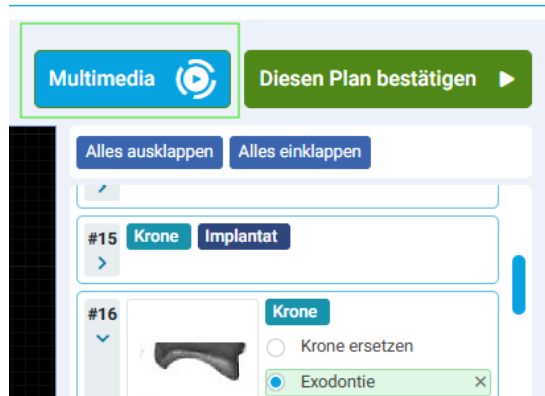 Multimedia
Diesen Plan bestätigen
Alles ausklappen Alles einklappen
#15 Krone Implantat
#16 Krone
Krone ersetzen
Exodontie